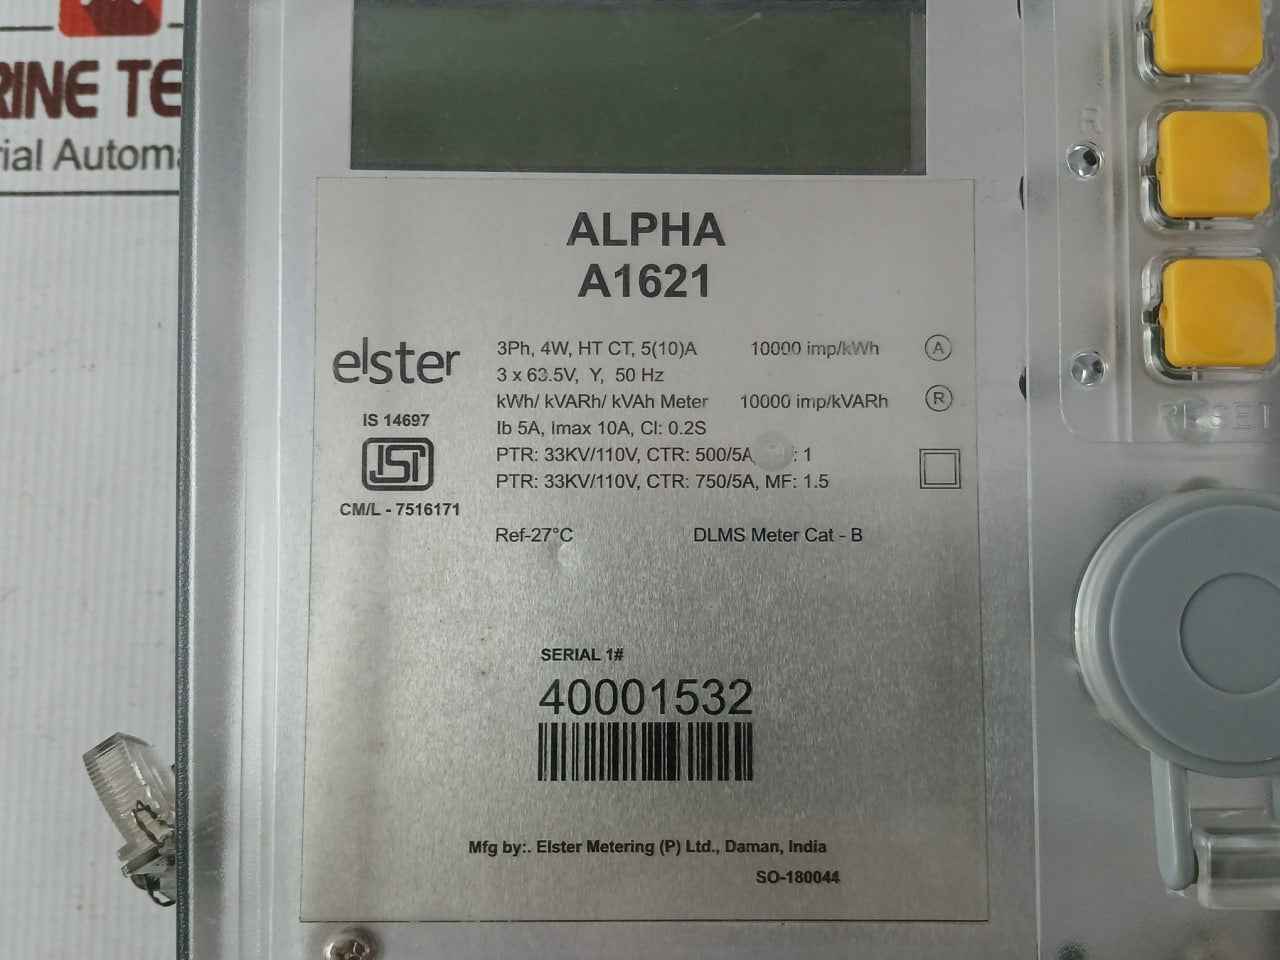 RINE TE
rial Automa
ALPHA
A1621
elster
IS 14697
ISI
CM/L - 7516171
3Ph, 4W, HT CT, 5(10)A 10000 imp/kWh A
3 x 63.5V, Y, 50 Hz
kWh/ kVARh/ kVAh Meter 10000 imp/kVARh R
Ib 5A, Imax 10A, Cl: 0.2S
PTR: 33KV/110V, CTR: 500/5A, : 1
PTR: 33KV/110V, CTR: 750/5A, MF: 1.5
Ref-27°C DLMS Meter Cat - B
SERIAL 1#
40001532
Mfg by:. Elster Metering (P) Ltd., Daman, India
SO-180044
R
RESET